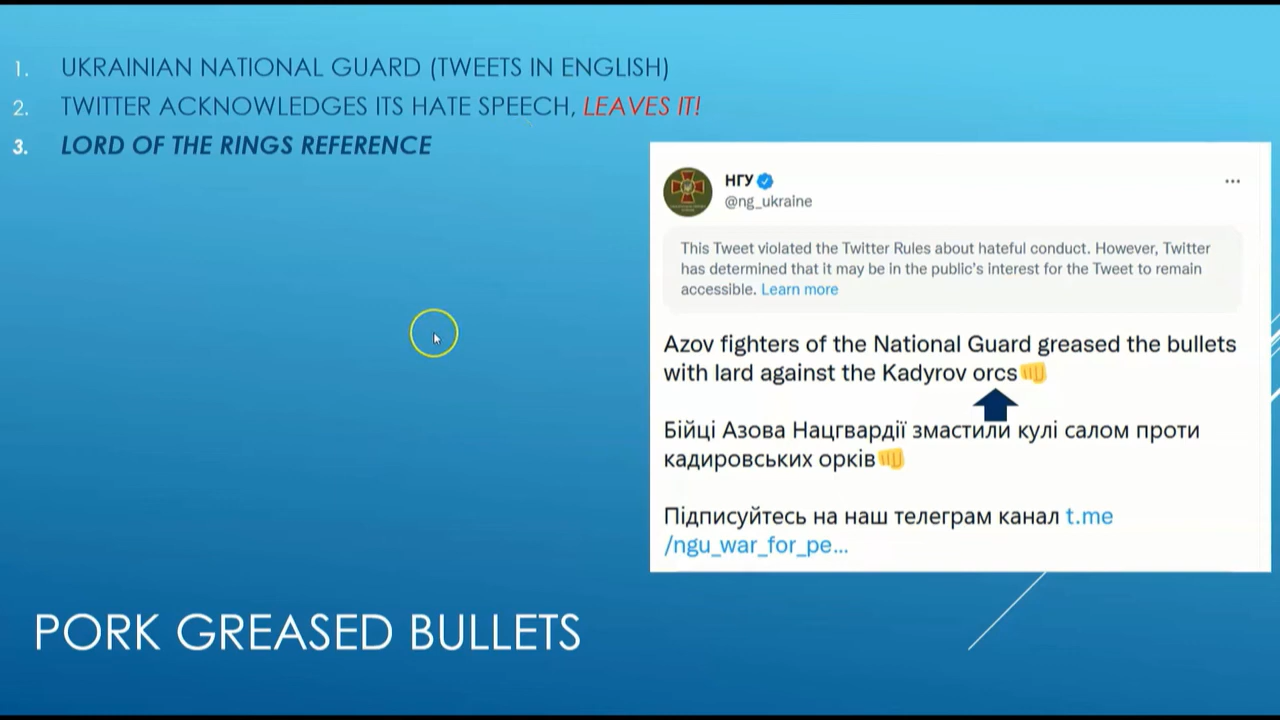 1. UKRAINIAN NATIONAL GUARD (TWEETS IN ENGLISH)
2. TWITTER ACKNOWLEDGES ITS HATE SPEECH, LEAVES IT!
3. LORD OF THE RINGS REFERENCE
НГУ
@ng_ukraine
This Tweet violated the Twitter Rules about hateful conduct. However, Twitter
has determined that it may be in the public's interest for the Tweet to remain
accessible. Learn more
Azov fighters of the National Guard greased the bullets
with lard against the Kadyrov orcs👊
Бійці Азова Нацгвардії змастили кулі салом проти
кадировських орків👊
Підписуйтесь на наш телеграм канал t.me
/ngu_war_for_pe...
PORK GREASED BULLETS